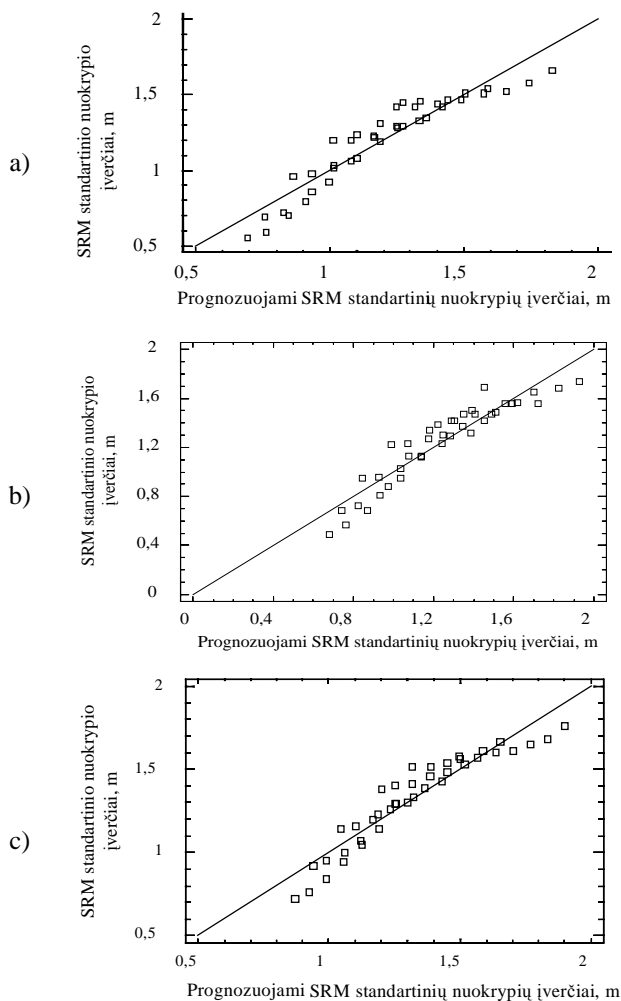 2
1,5
1
0,5
0,5
1
1,5
2
SRM standartinio nuokrypio
įverčiai, m
a)
Prognozuojami SRM standartinių nuokrypių įverčiai, m
2
1,6
1,2
0,8
0,4
0
0
0,4
0,8
1,2
1,6
2
SRM standartinio nuokrypio
įverčiai, m
b)
Prognozuojami SRM standartinių nuokrypių įverčiai, m
2
1,5
1
0,5
0,5
1
1,5
2
SRM standartinio nuokrypio
įverčiai, m
c)
Prognozuojami SRM standartinių nuokrypių įverčiai, m